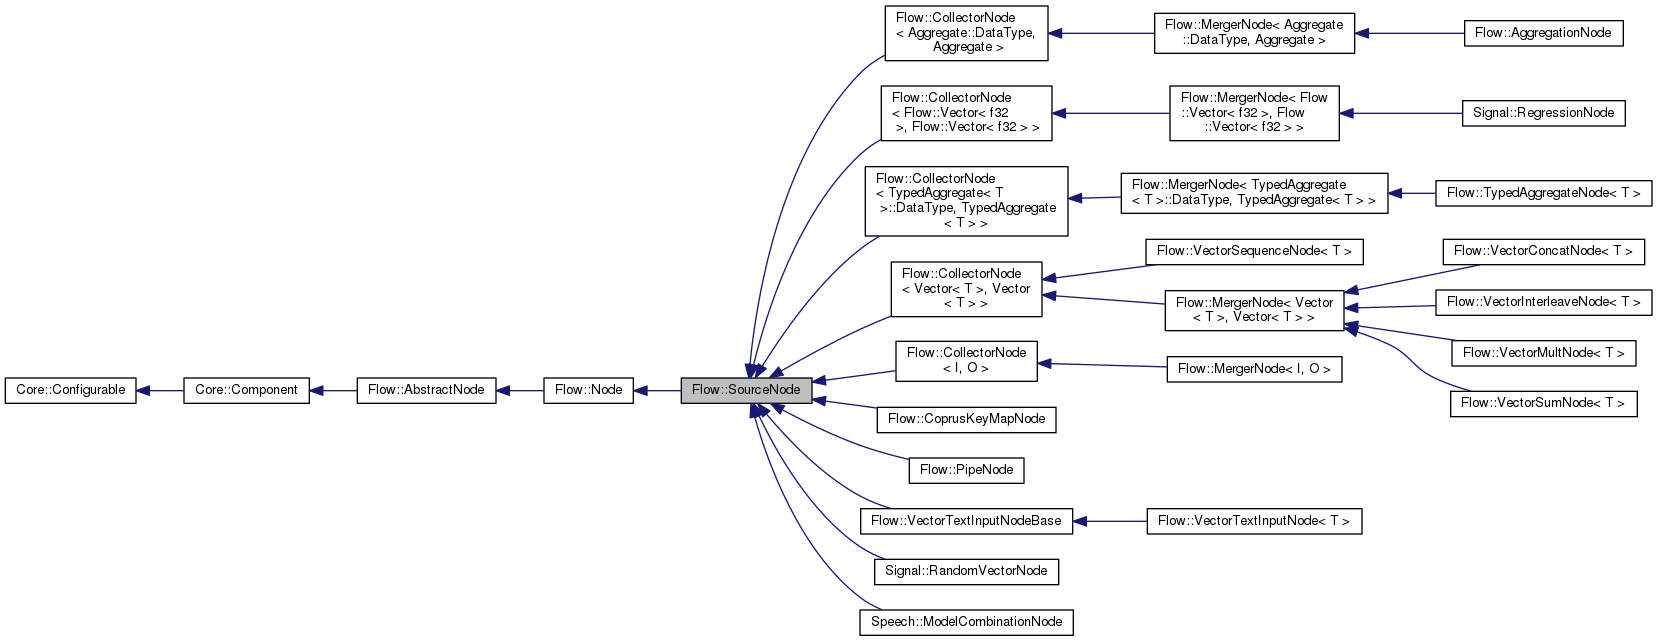 Core::Configurable
Core::Component
Flow::AbstractNode
Flow::Node
Flow::SourceNode
Flow::CollectorNode
< Aggregate::DataType,
Aggregate >
Flow::MergerNode< Aggregate
::DataType, Aggregate >
Flow::AggregationNode
Flow::CollectorNode
< Flow::Vector< f32
>, Flow::Vector< f32 > >
Flow::MergerNode< Flow
::Vector< f32 >, Flow
::Vector< f32 > >
Signal::RegressionNode
Flow::CollectorNode
< TypedAggregate< T
>::DataType, TypedAggregate
< T > >
Flow::MergerNode< TypedAggregate
< T >::DataType, TypedAggregate< T > >
Flow::TypedAggregateNode< T >
Flow::CollectorNode
< Vector< T >, Vector
< T > >
Flow::VectorSequenceNode< T >
Flow::MergerNode< Vector
< T >, Vector< T > >
Flow::VectorConcatNode< T >
Flow::VectorInterleaveNode< T >
Flow::VectorMultNode< T >
Flow::VectorSumNode< T >
Flow::CollectorNode
< I, O >
Flow::MergerNode< I, O >
Flow::CoprusKeyMapNode
Flow::PipeNode
Flow::VectorTextInputNodeBase
Flow::VectorTextInputNode< T >
Signal::RandomVectorNode
Speech::ModelCombinationNode